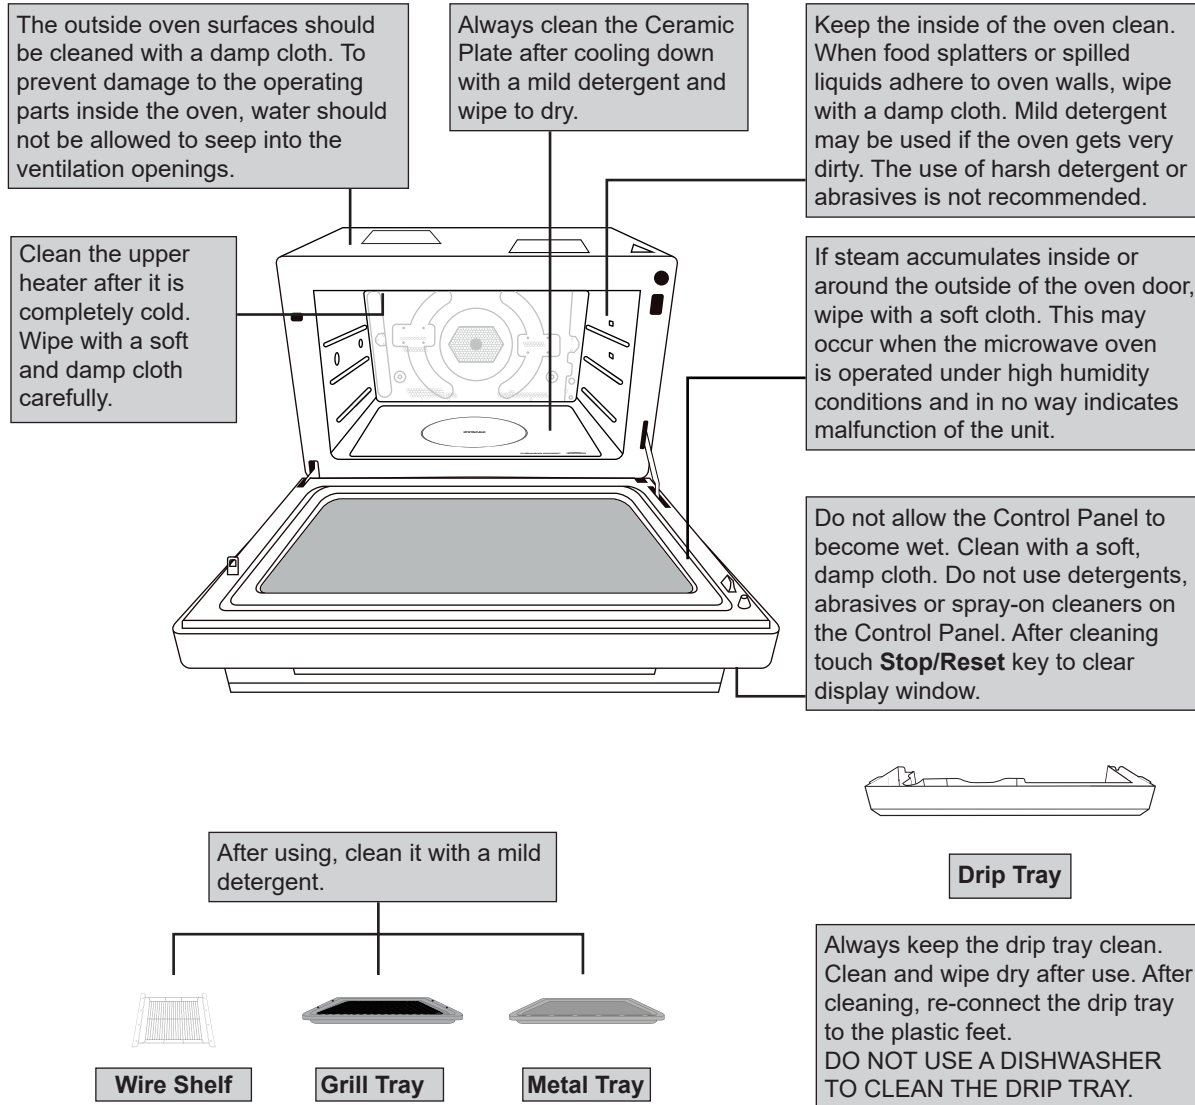 The outside oven surfaces should
be cleaned with a damp cloth. To
prevent damage to the operating
parts inside the oven, water should
not be allowed to seep into the
ventilation openings.
Always clean the Ceramic
Plate after cooling down
with a mild detergent and
wipe to dry.
Keep the inside of the oven clean.
When food splatters or spilled
liquids adhere to oven walls, wipe
with a damp cloth. Mild detergent
may be used if the oven gets very
dirty. The use of harsh detergent or
abrasives is not recommended.
Clean the upper
heater after it is
completely cold.
Wipe with a soft
and damp cloth
carefully.
If steam accumulates inside or
around the outside of the oven door,
wipe with a soft cloth. This may
occur when the microwave oven
is operated under high humidity
conditions and in no way indicates
malfunction of the unit.
Do not allow the Control Panel to
become wet. Clean with a soft,
damp cloth. Do not use detergents,
abrasives or spray-on cleaners on
the Control Panel. After cleaning
touch Stop/Reset key to clear
display window.
After using, clean it with a mild
detergent.
Wire Shelf
Grill Tray
Metal Tray
Drip Tray
Always keep the drip tray clean.
Clean and wipe dry after use. After
cleaning, re-connect the drip tray
to the plastic feet.
DO NOT USE A DISHWASHER
TO CLEAN THE DRIP TRAY.